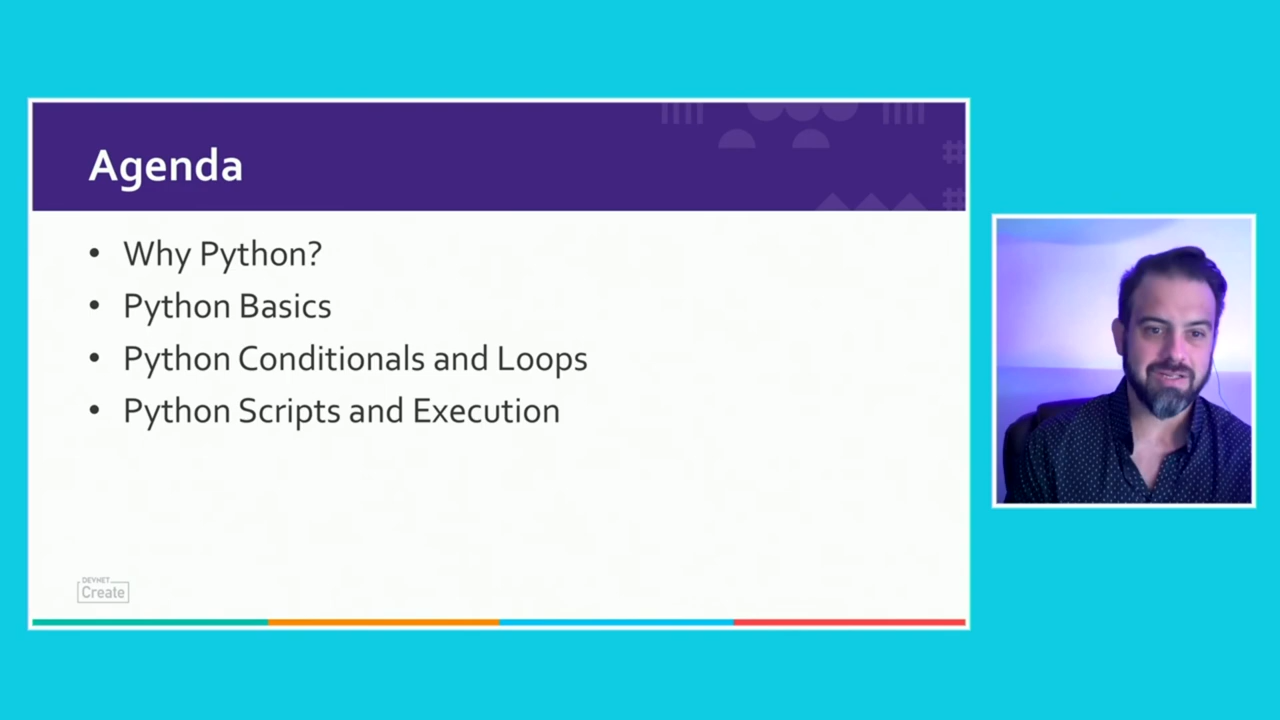 Agenda
• Why Python?
• Python Basics
• Python Conditionals and Loops
• Python Scripts and Execution
DEVNET
Create